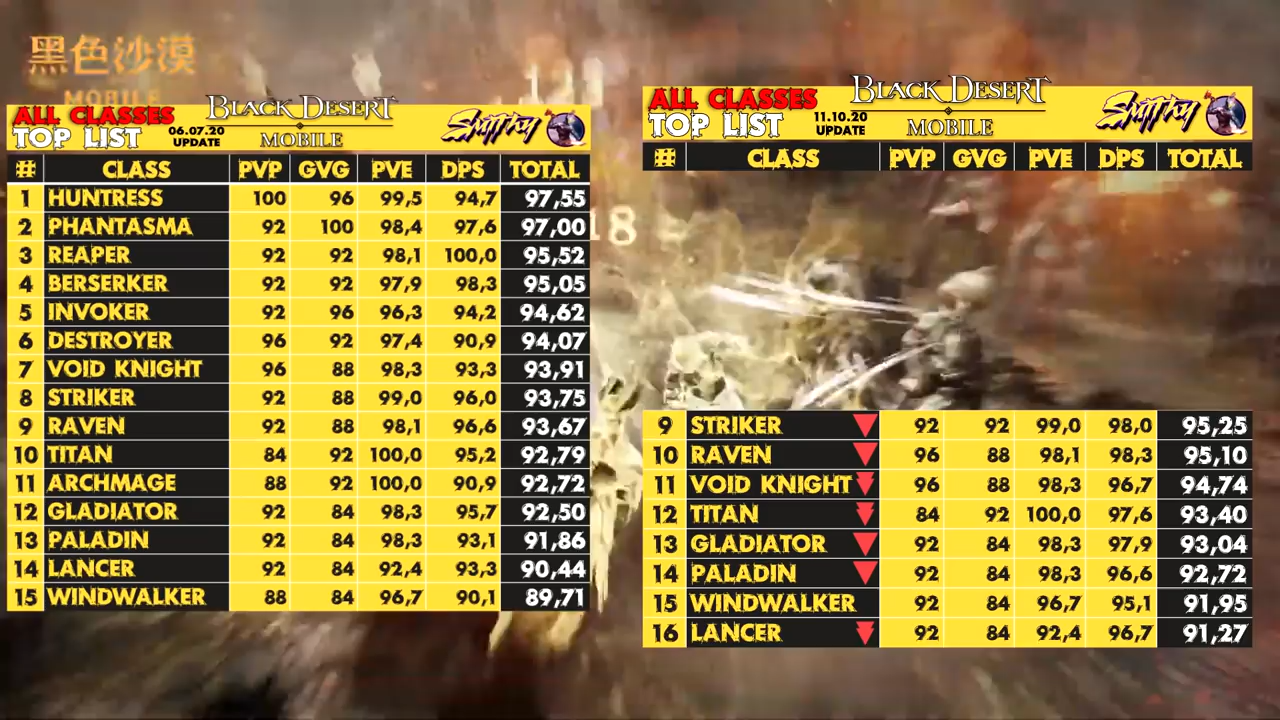 黑色沙漠
MOBILE
ALL CLASSES
TOP LIST
06.07.20
UPDATE
BLACK DESERT
MOBILE
Shipthy
# CLASS PVP GVG PVE DPS TOTAL
1 HUNTRESS 100 96 99,5 94,7 97,55
2 PHANTASMA 92 100 98,4 97,6 97,00
3 REAPER 92 92 98,1 100,0 95,52
4 BERSERKER 92 92 97,9 98,3 95,05
5 INVOKER 92 96 96,3 94,2 94,62
6 DESTROYER 96 92 97,4 90,9 94,07
7 VOID KNIGHT 96 88 98,3 93,3 93,91
8 STRIKER 92 88 99,0 96,0 93,75
9 RAVEN 92 88 98,1 96,6 93,67
10 TITAN 84 92 100,0 95,2 92,79
11 ARCHMAGE 88 92 100,0 90,9 92,72
12 GLADIATOR 92 84 98,3 95,7 92,50
13 PALADIN 92 84 98,3 93,1 91,86
14 LANCER 92 84 92,4 93,3 90,44
15 WINDWALKER 88 84 96,7 90,1 89,71
18
ALL CLASSES
TOP LIST
11.10.20
UPDATE
BLACK DESERT
MOBILE
# CLASS PVP GVG PVE DPS TOTAL
9 STRIKER 92 92 99,0 98,0 95,25
10 RAVEN 96 88 98,1 98,3 95,10
11 VOID KNIGHT 96 88 98,3 96,7 94,74
12 TITAN 84 92 100,0 97,6 93,40
13 GLADIATOR 92 84 98,3 97,9 93,04
14 PALADIN 92 84 98,3 96,6 92,72
15 WINDWALKER 92 84 96,7 95,1 91,95
16 LANCER 92 84 92,4 96,7 91,27